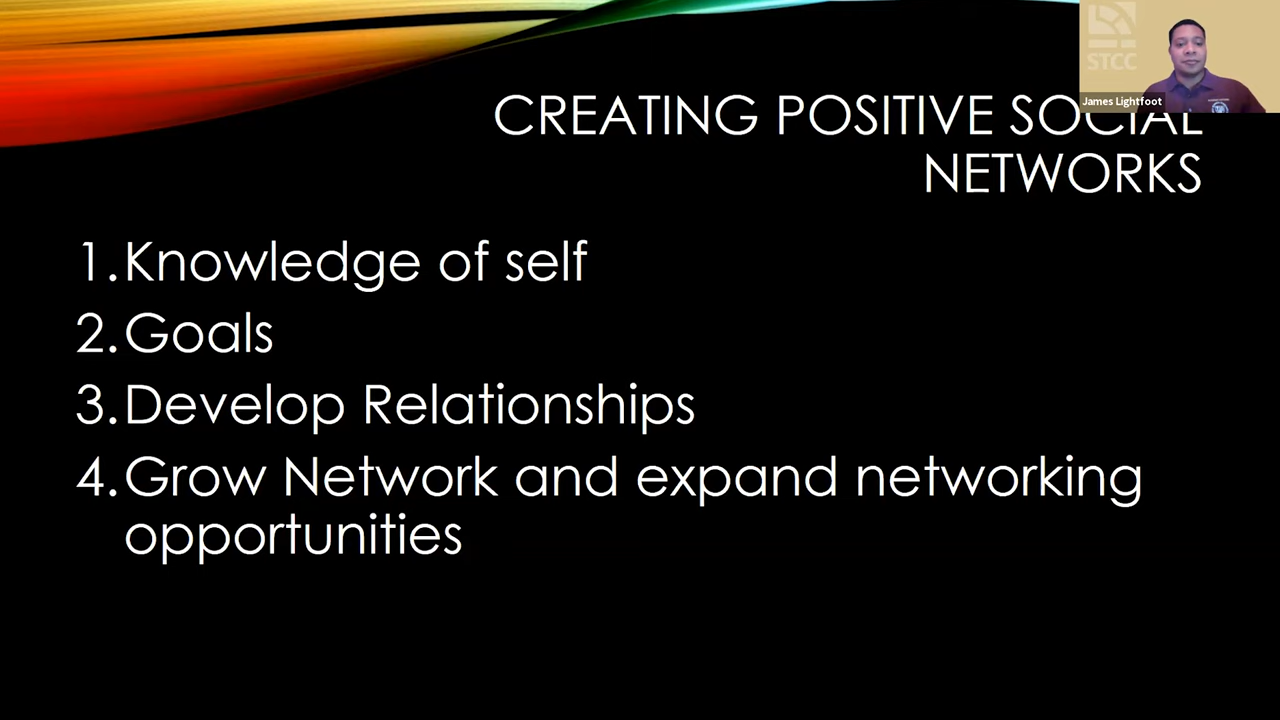 STCC
James Lightfoot
CREATING POSITIVE SOCIAL
NETWORKS
1. Knowledge of self
2. Goals
3. Develop Relationships
4. Grow Network and expand networking
opportunities